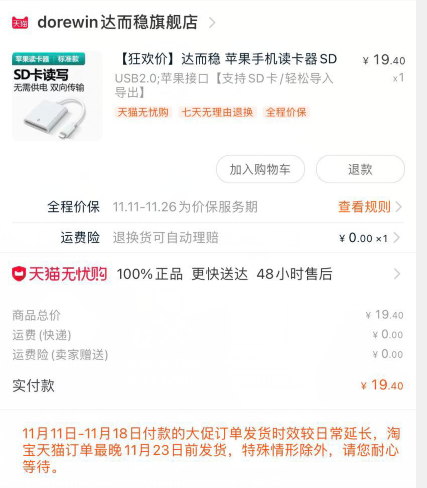 天猫 dorewin达而稳旗舰店
苹果读卡器 标准款
SD卡读写
无需供电 双向传输
【狂欢价】达而稳 苹果手机读卡器SD ¥ 19.40
USB2.0;苹果接口【支持SD卡/轻松导入 x1
导出】
天猫无忧购 七天无理由退换 全程价保
加入购物车 退款
全程价保 11.11-11.26为价保服务期 查看规则
运费险 退换货可自动理赔 ¥ 0.00 ×1
天猫无忧购 100%正品 更快送达 48小时售后
商品总价 ¥ 19.40
运费(快递) ¥ 0.00
运费险(卖家赠送) ¥ 0.00
实付款 ¥ 19.40
11月11日-11月18日付款的大促订单发货时效较日常延长，淘
宝天猫订单最晚11月23日前发货，特殊情形除外，请您耐心
等待。